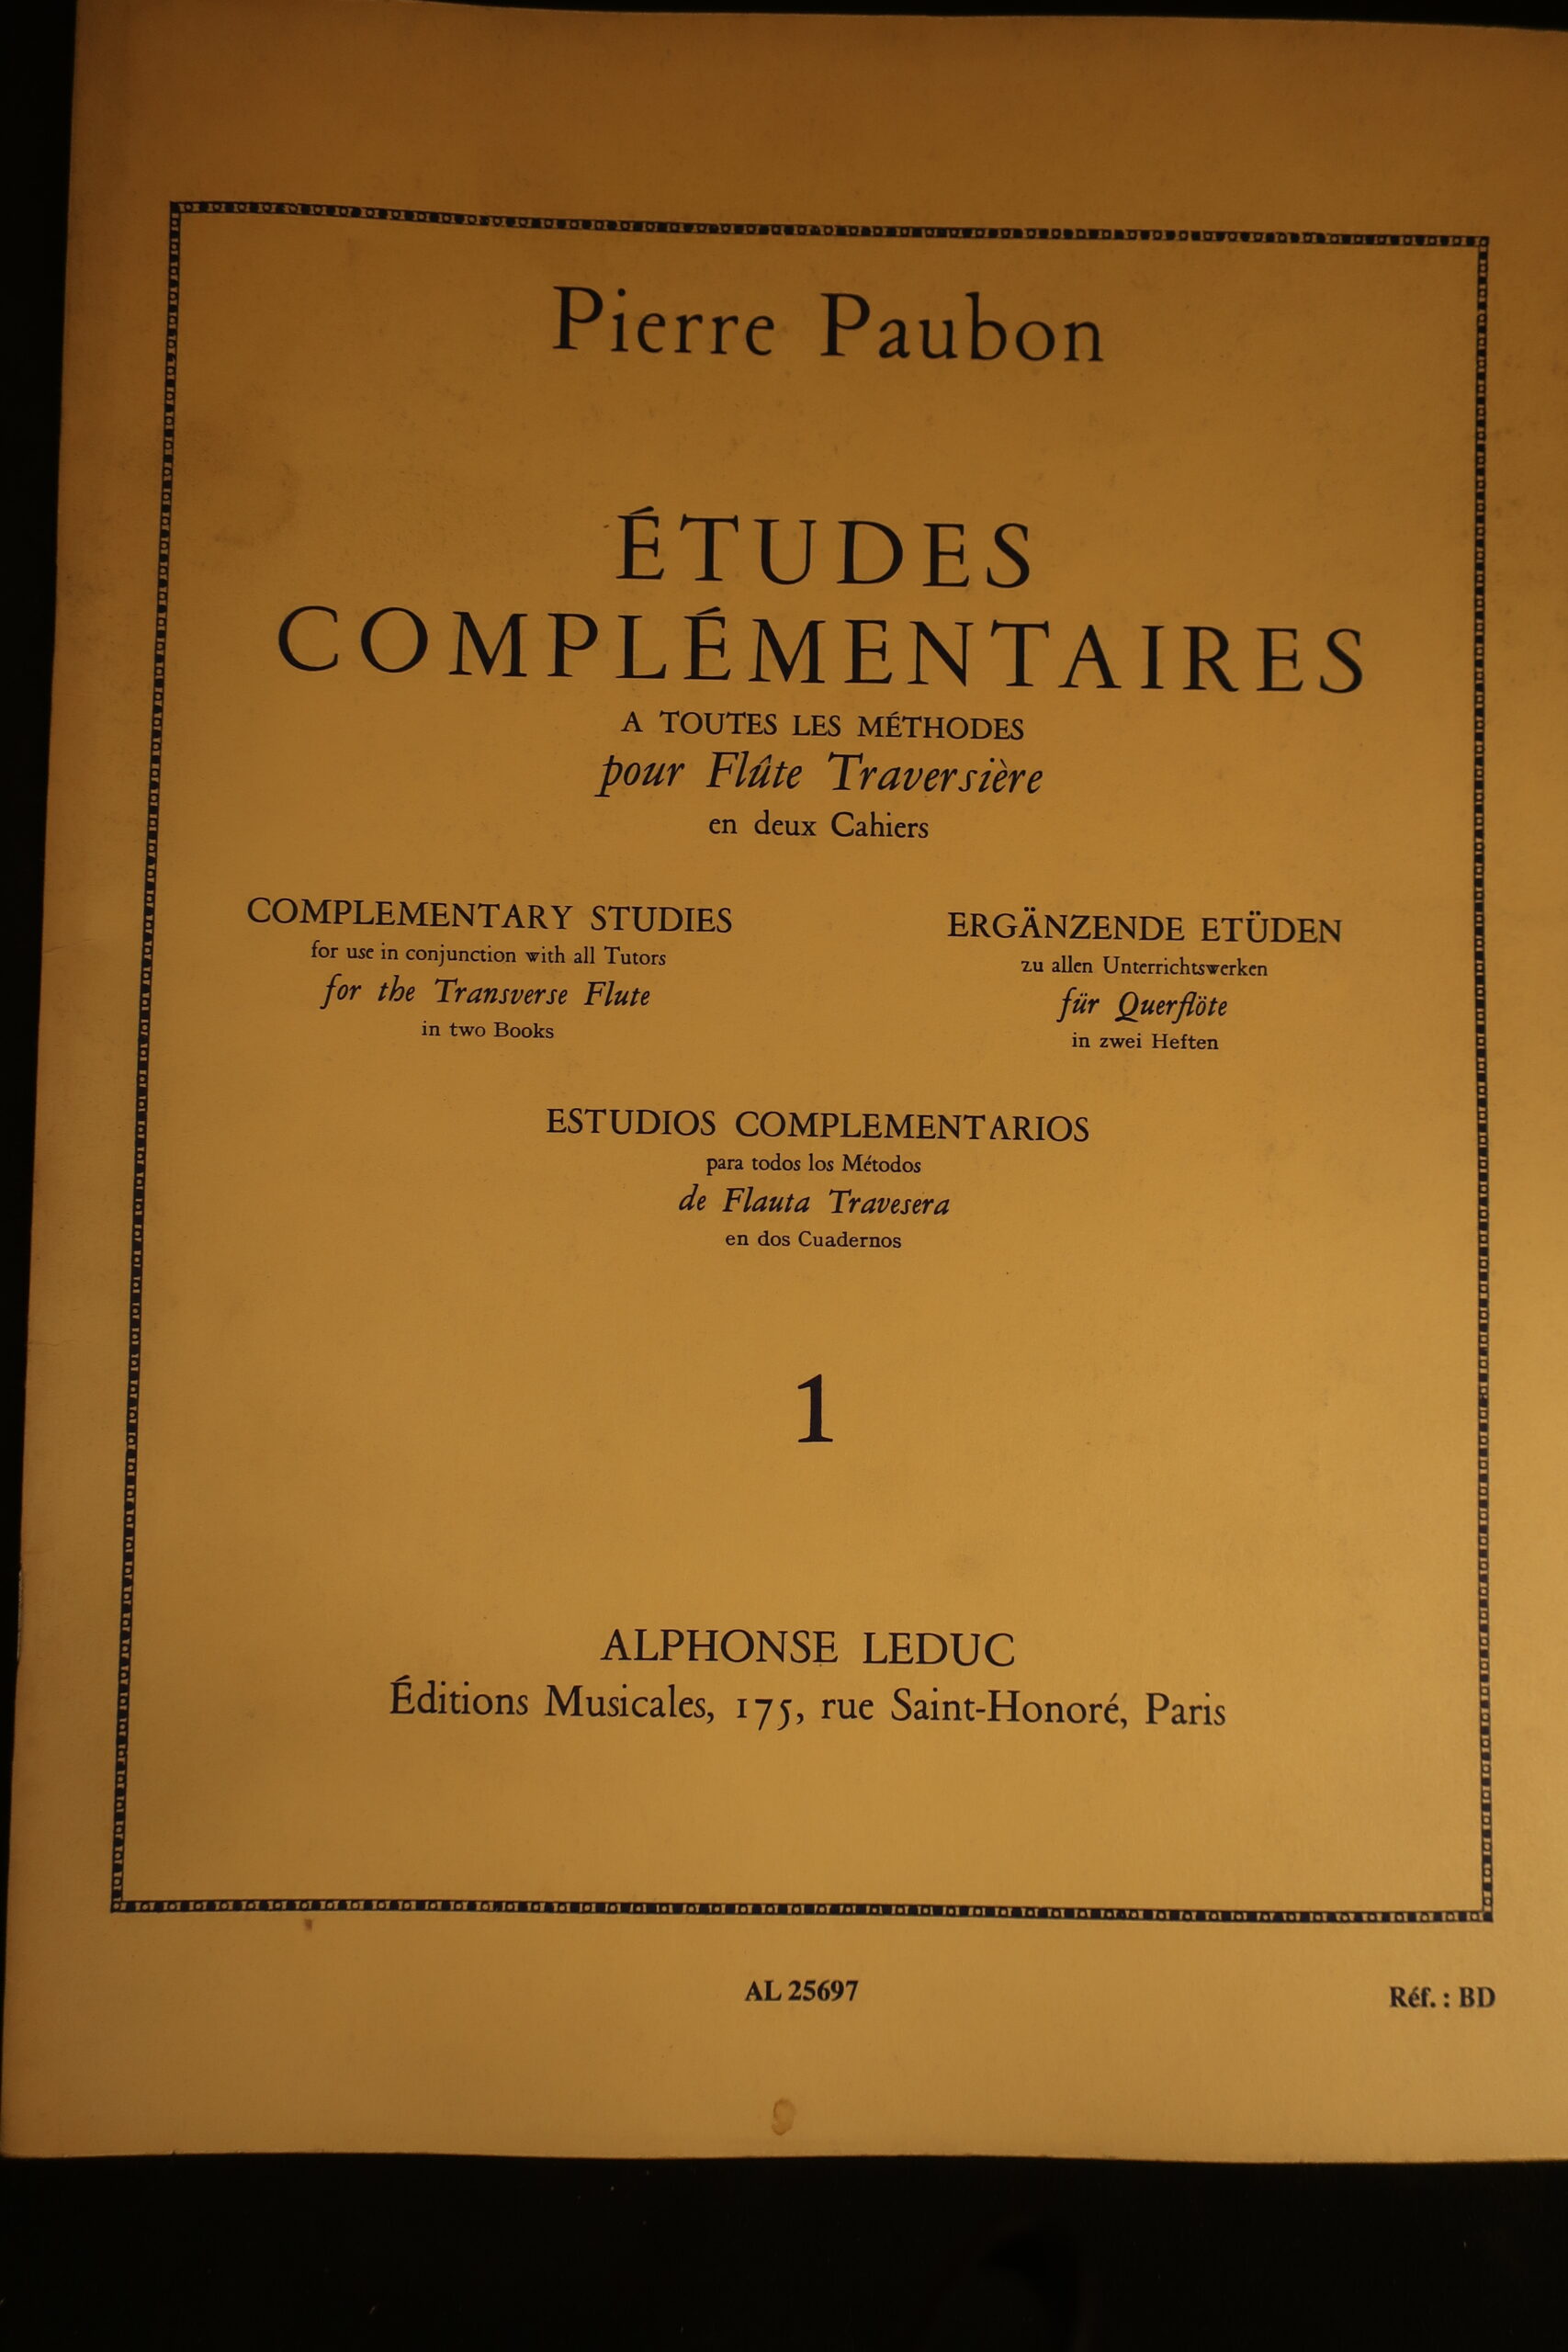 Pierre Paubon
ÉTUDES
COMPLÉMENTAIRES
A TOUTES LES MÉTHODES
pour Flûte Traversière
en deux Cahiers
COMPLEMENTARY STUDIES
for use in conjunction with all Tutors
for the Transverse Flute
in two Books
ERGÄNZENDE ETÜDEN
zu allen Unterrichtswerken
für Querflöte
in zwei Heften
ESTUDIOS COMPLEMENTARIOS
para todos los Métodos
de Flauta Travesera
en dos Cuadernos
1
ALPHONSE LEDUC
Éditions Musicales, 175, rue Saint-Honoré, Paris
AL 25697
Réf. : BD